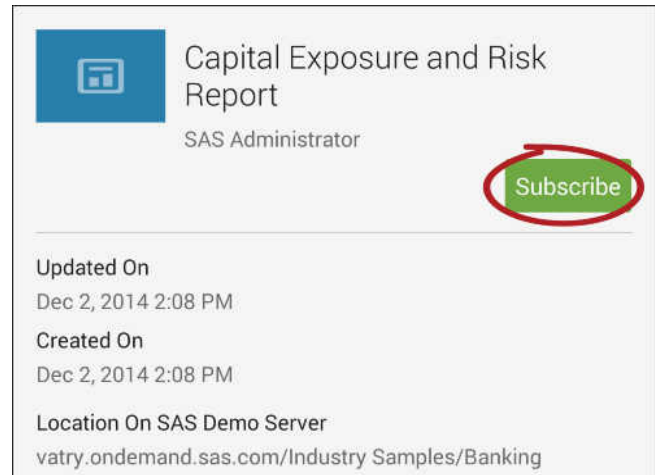 Capital Exposure and Risk
Report
SAS Administrator
Subscribe
Updated On
Dec 2, 2014 2:08 PM
Created On
Dec 2, 2014 2:08 PM
Location On SAS Demo Server
vatry.ondemand.sas.com/Industry Samples/Banking